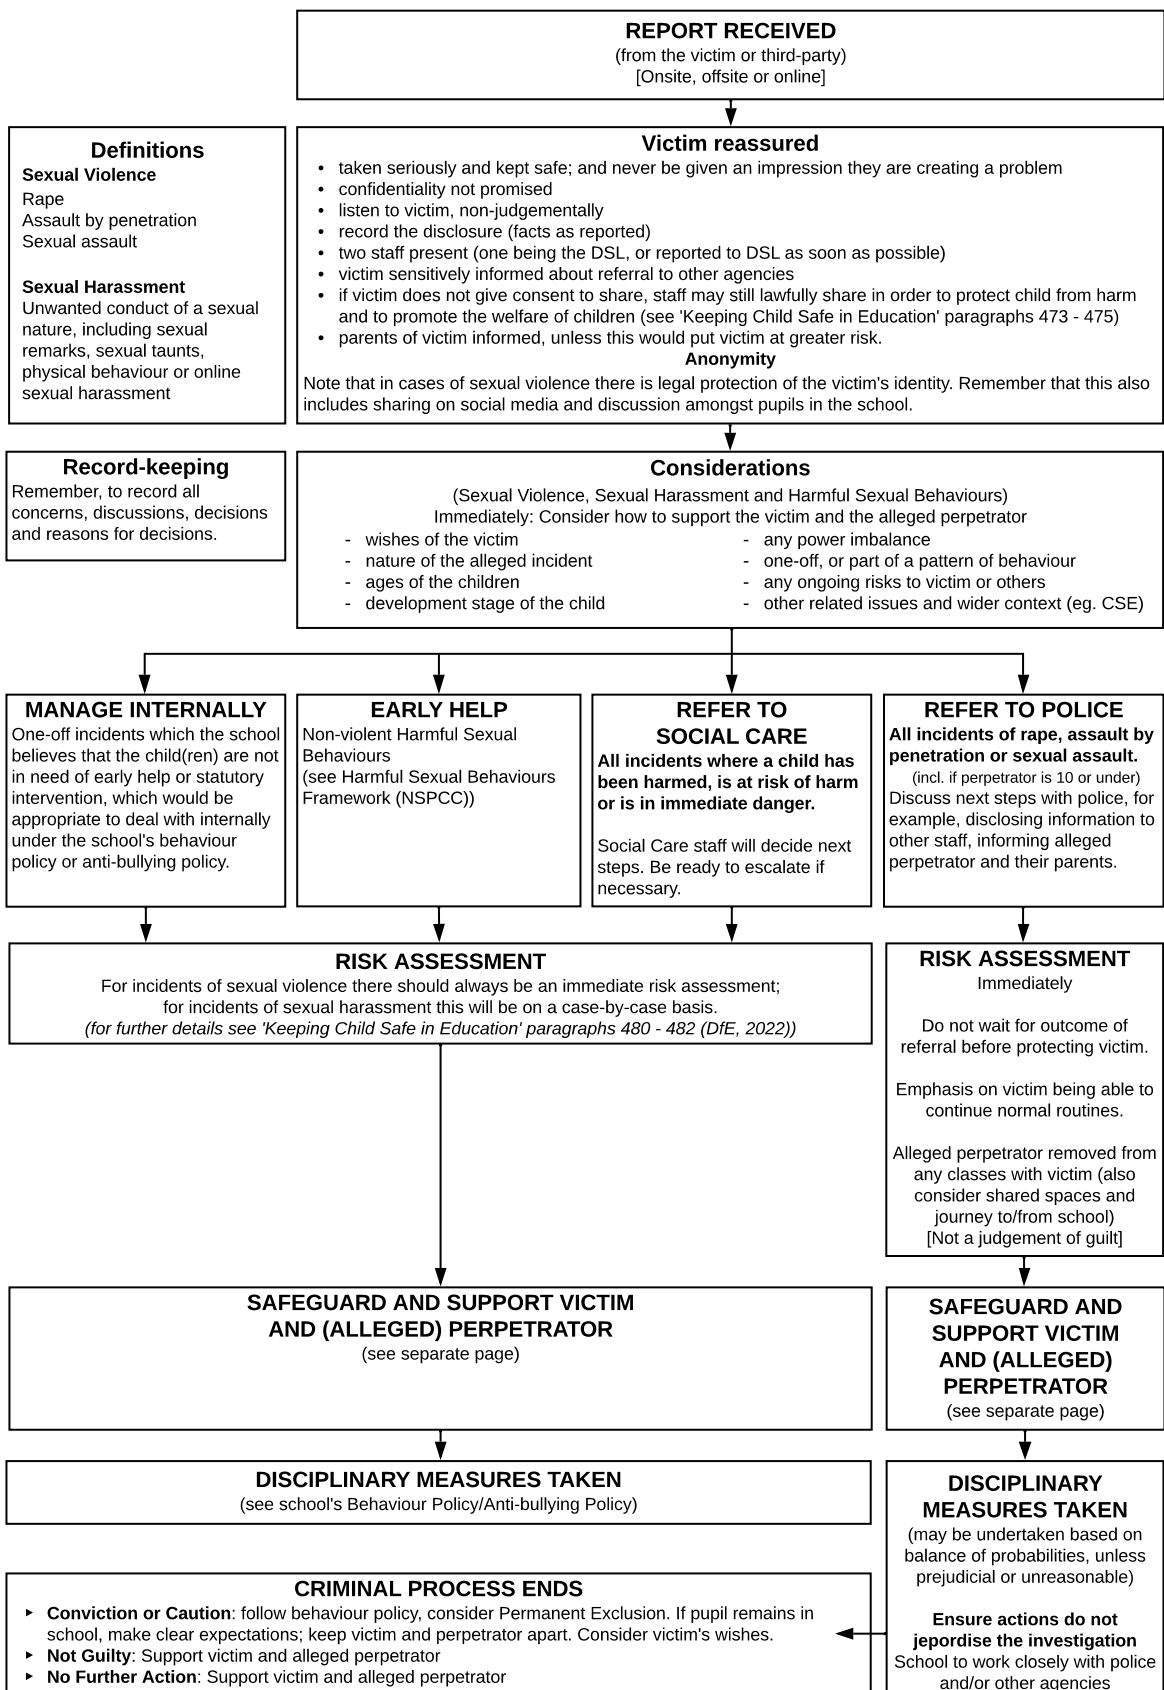 REPORT RECEIVED
(from the victim or third-party)
[Onsite, offsite or online]
Definitions
Sexual Violence
Rape
Assault by penetration
Sexual assault
Sexual Harassment
Unwanted conduct of a sexual
nature, including sexual
remarks, sexual taunts,
physical behaviour or online
sexual harassment
Victim reassured
• taken seriously and kept safe; and never be given an impression they are creating a problem
• confidentiality not promised
• listen to victim, non-judgementally
• record the disclosure (facts as reported)
• two staff present (one being the DSL, or reported to DSL as soon as possible)
• victim sensitively informed about referral to other agencies
• if victim does not give consent to share, staff may still lawfully share in order to protect child from harm
and to promote the welfare of children (see 'Keeping Child Safe in Education' paragraphs 473 - 475)
• parents of victim informed, unless this would put victim at greater risk.
Anonymity
Note that in cases of sexual violence there is legal protection of the victim's identity. Remember that this also
includes sharing on social media and discussion amongst pupils in the school.
Record-keeping
Remember, to record all
concerns, discussions, decisions
and reasons for decisions.
Considerations
(Sexual Violence, Sexual Harassment and Harmful Sexual Behaviours)
Immediately: Consider how to support the victim and the alleged perpetrator
- wishes of the victim
- nature of the alleged incident
- ages of the children
- development stage of the child
- any power imbalance
- one-off, or part of a pattern of behaviour
- any ongoing risks to victim or others
- other related issues and wider context (eg. CSE)
MANAGE INTERNALLY
One-off incidents which the school
believes that the child(ren) are not
in need of early help or statutory
intervention, which would be
appropriate to deal with internally
under the school's behaviour
policy or anti-bullying policy.
EARLY HELP
Non-violent Harmful Sexual
Behaviours
(see Harmful Sexual Behaviours
Framework (NSPCC))
REFER TO
SOCIAL CARE
All incidents where a child has
been harmed, is at risk of harm
or is in immediate danger.
Social Care staff will decide next
steps. Be ready to escalate if
necessary.
REFER TO POLICE
All incidents of rape, assault by
penetration or sexual assault.
(incl. if perpetrator is 10 or under)
Discuss next steps with police, for
example, disclosing information to
other staff, informing alleged
perpetrator and their parents.
RISK ASSESSMENT
For incidents of sexual violence there should always be an immediate risk assessment;
for incidents of sexual harassment this will be on a case-by-case basis.
(for further details see 'Keeping Child Safe in Education' paragraphs 480 - 482 (DfE, 2022))
RISK ASSESSMENT
Immediately
Do not wait for outcome of
referral before protecting victim.
Emphasis on victim being able to
continue normal routines.
Alleged perpetrator removed from
any classes with victim (also
consider shared spaces and
journey to/from school)
[Not a judgement of guilt]
SAFEGUARD AND SUPPORT VICTIM
AND (ALLEGED) PERPETRATOR
(see separate page)
SAFEGUARD AND
SUPPORT VICTIM
AND (ALLEGED)
PERPETRATOR
(see separate page)
DISCIPLINARY MEASURES TAKEN
(see school's Behaviour Policy/Anti-bullying Policy)
DISCIPLINARY
MEASURES TAKEN
(may be undertaken based on
balance of probabilities, unless
prejudicial or unreasonable)
Ensure actions do not
jepordise the investigation
School to work closely with police
and/or other agencies
CRIMINAL PROCESS ENDS
▸ Conviction or Caution: follow behaviour policy, consider Permanent Exclusion. If pupil remains in
school, make clear expectations; keep victim and perpetrator apart. Consider victim's wishes.
▸ Not Guilty: Support victim and alleged perpetrator
▸ No Further Action: Support victim and alleged perpetrator